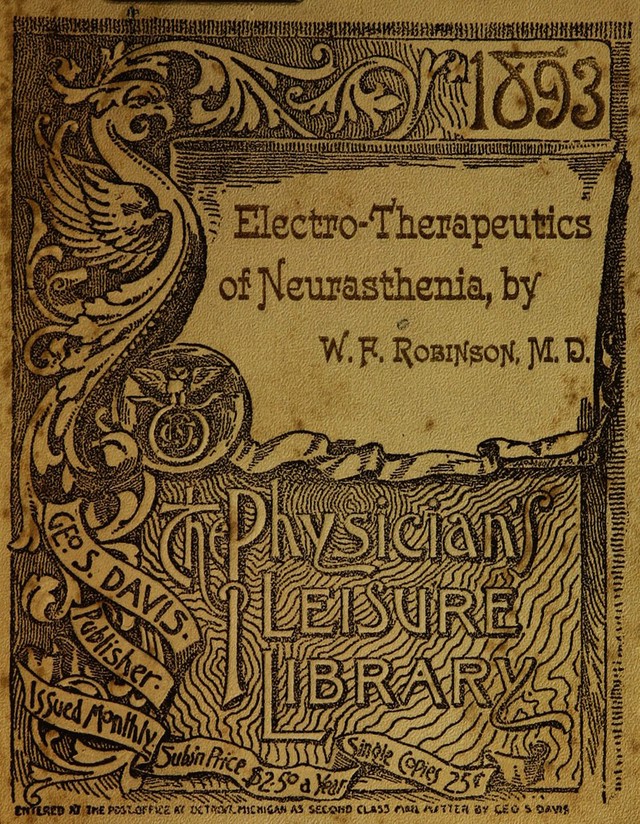 1893
Electro-Therapeutics
of Neurasthenia, by
W. F. ROBINSON, M. D.
GSD
GEO. S. DAVIS.
Publisher.
Issued Monthly
The Physician's
LEISURE
LIBRARY.
Subs'n Price
$2.50 a Year
Single Copies 25¢
ENTERED AT THE POST-OFFICE AT DETROIT, MICHIGAN AS SECOND CLASS MAIL MATTER BY GEO S DAVIS